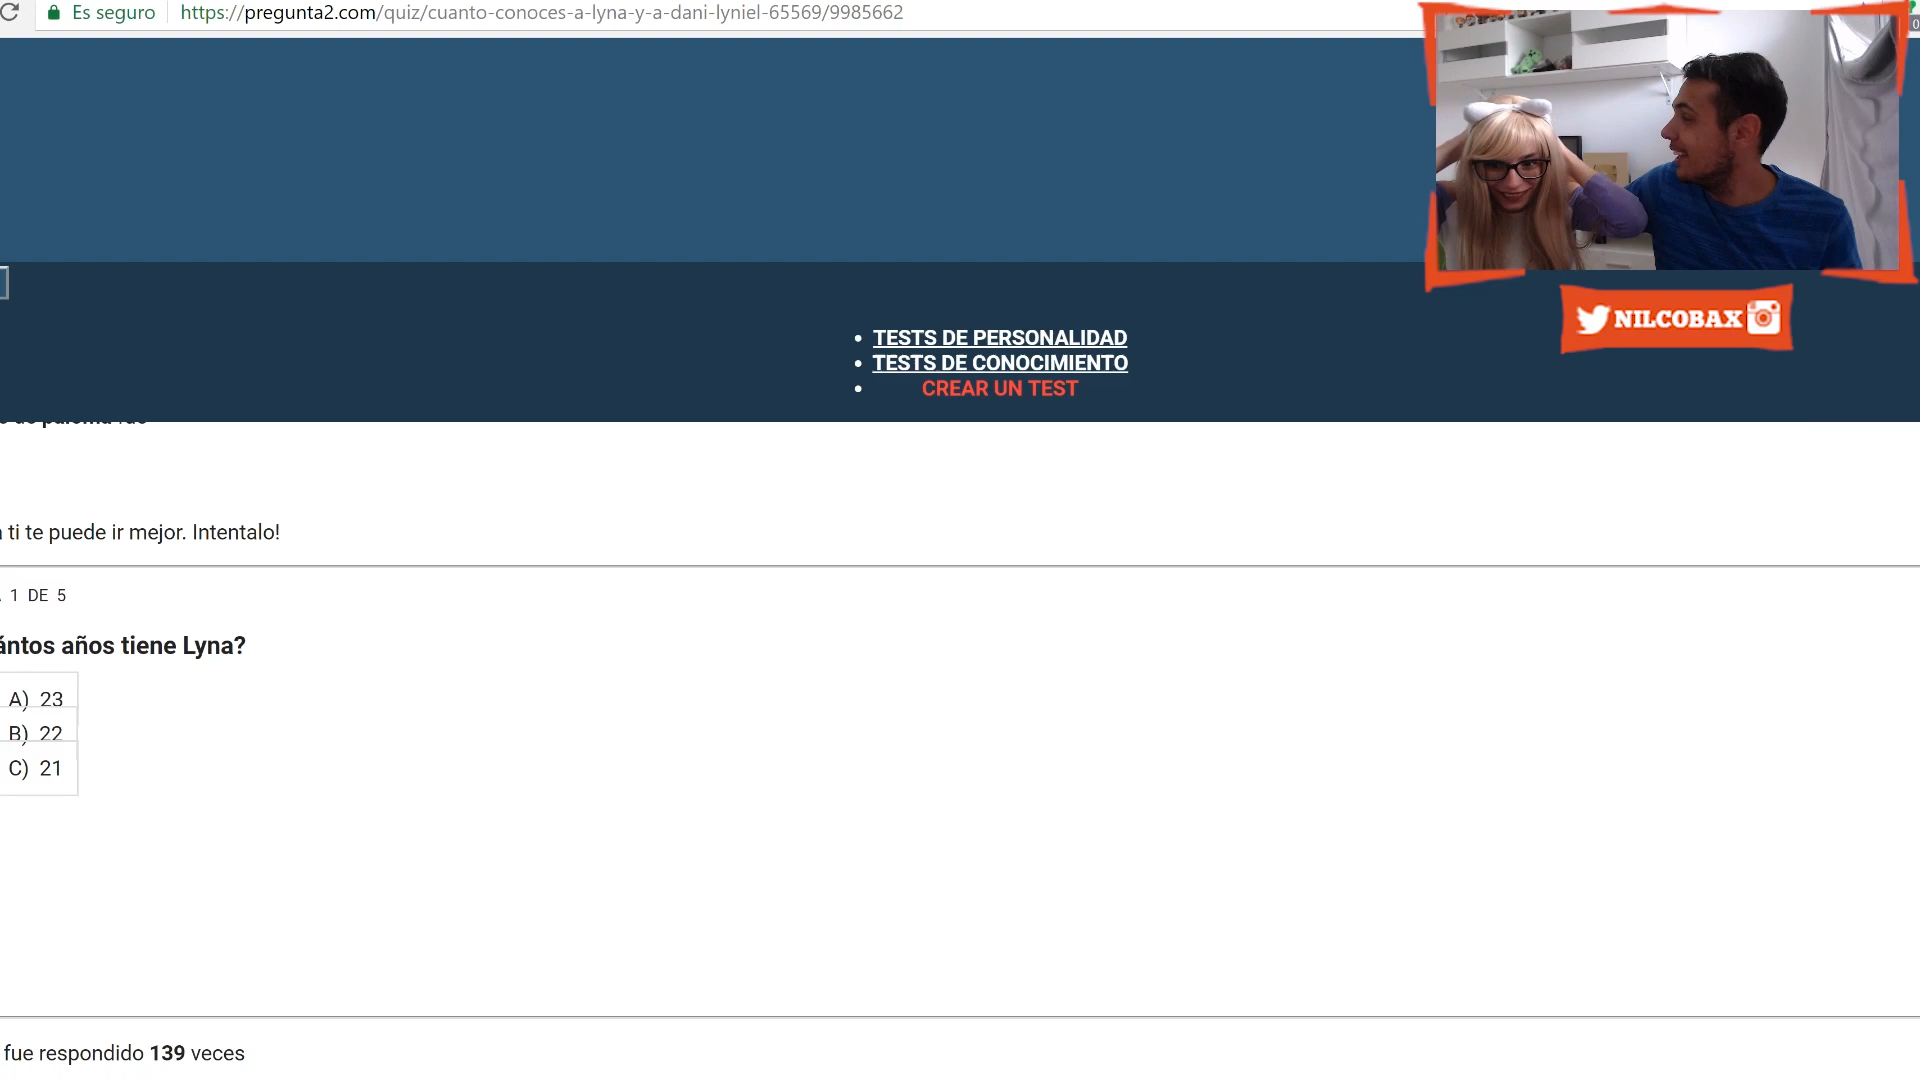 Es seguro https://pregunta2.com/quiz/cuanto-conoces-a-lyna-y-a-dani-lyniel-65569/9985662
NILCOBAX
TESTS DE PERSONALIDAD
TESTS DE CONOCIMIENTO
CREAR UN TEST
ti te puede ir mejor. Intentalo!
1 DE 5
ántos años tiene Lyna?
A) 23
B) 22
C) 21
fue respondido 139 veces